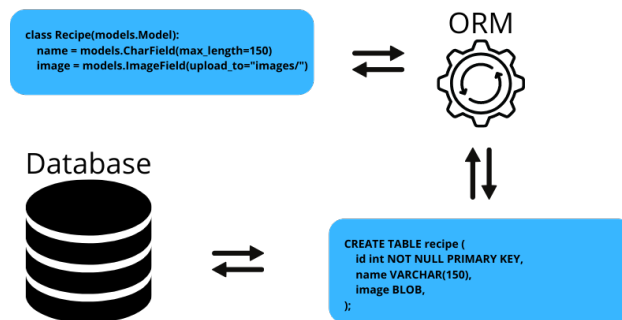 class Recipe(models.Model):
name = models.CharField(max_length=150)
image = models.ImageField(upload_to="images/")
ORM
Database
CREATE TABLE recipe (
id int NOT NULL PRIMARY KEY,
name VARCHAR(150),
image BLOB,
);